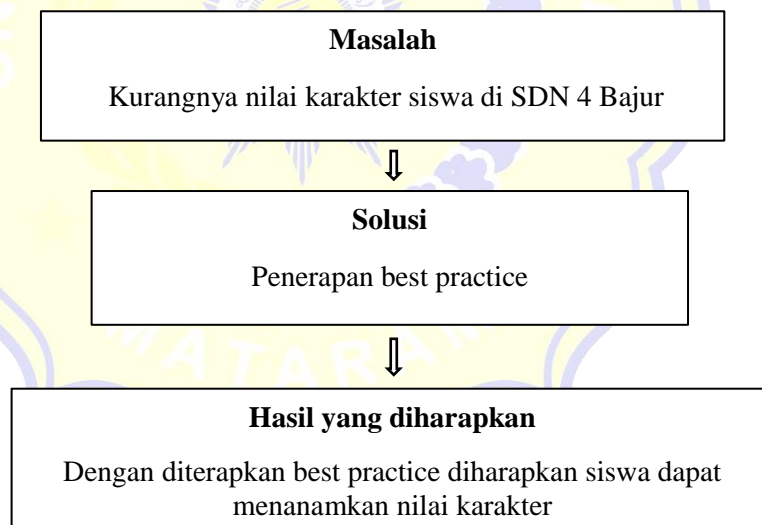 Masalah
Kurangnya nilai karakter siswa di SDN 4 Bajur
Solusi
Penerapan best practice
MATARAM
Hasil yang diharapkan
Dengan diterapkan best practice diharapkan siswa dapat
menanamkan nilai karakter